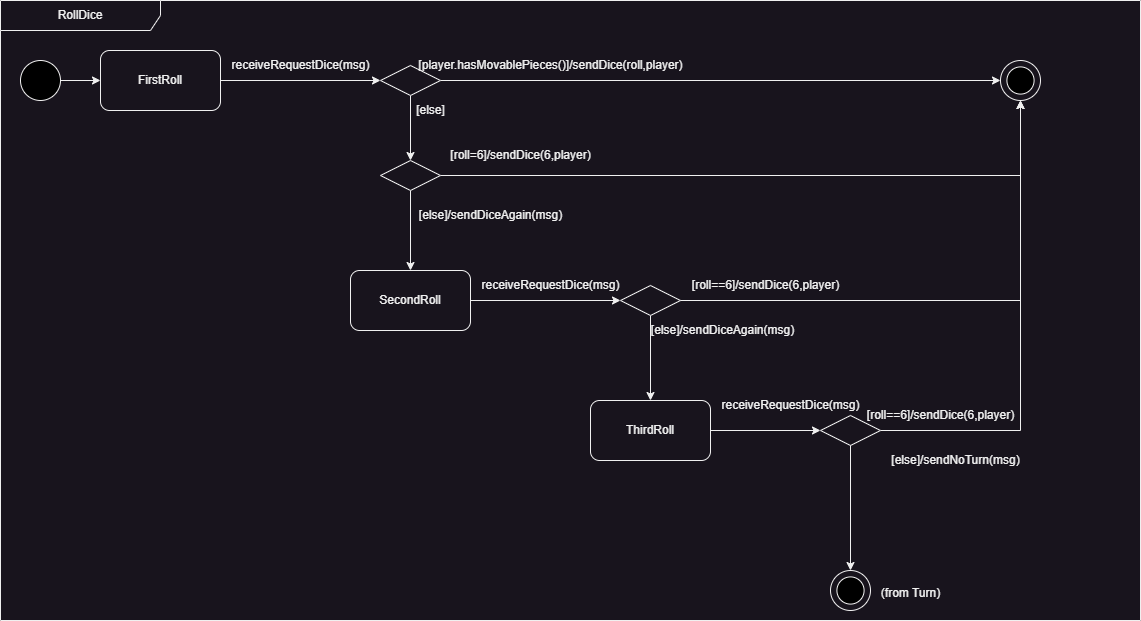 RollDice
FirstRoll
receiveRequestDice(msg)
[player.hasMovablePieces()]/sendDice(roll,player)
[else]
[roll=6]/sendDice(6,player)
[else]/sendDiceAgain(msg)
SecondRoll
receiveRequestDice(msg)
[roll==6]/sendDice(6,player)
[else]/sendDiceAgain(msg)
ThirdRoll
receiveRequestDice(msg)
[roll==6]/sendDice(6,player)
[else]/sendNoTurn(msg)
(from Turn)